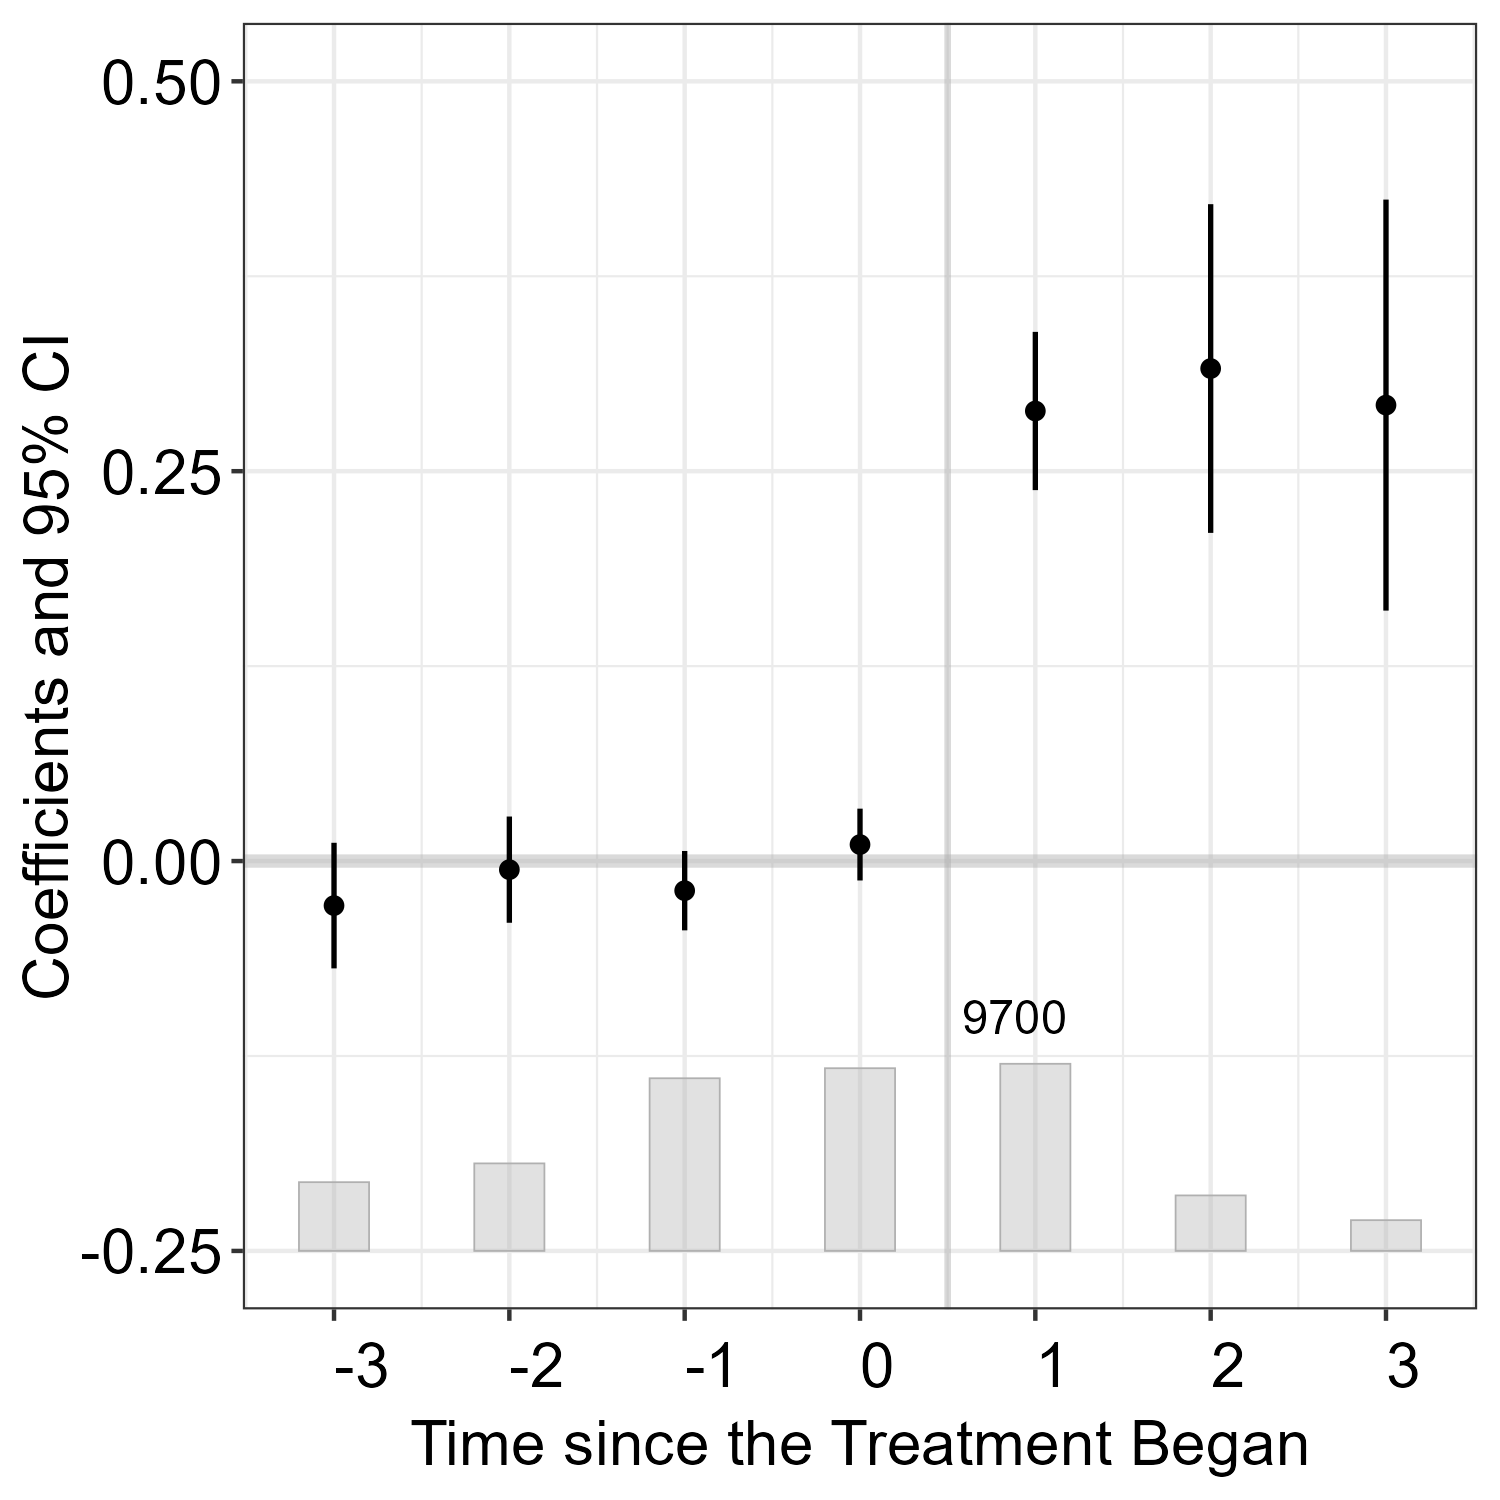 Coefficients and 95% CI
0.50
0.25
0.00
-0.25
9700
-3 -2 -1 0 1 2 3
Time since the Treatment Began